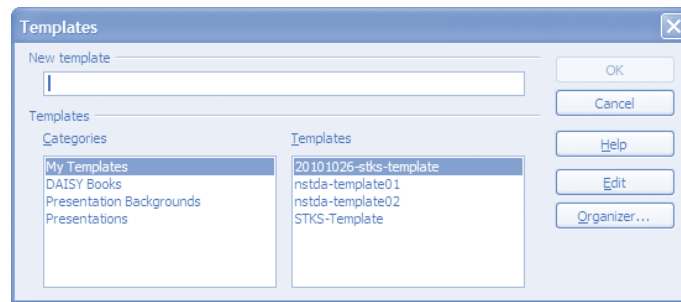 Templates
New template
OK
Cancel
Templates
Categories
Templates
Help
My Templates
DAISY Books
Presentation Backgrounds
Presentations
20101026-stks-template
nstda-template01
nstda-template02
STKS-Template
Edit
Organizer...